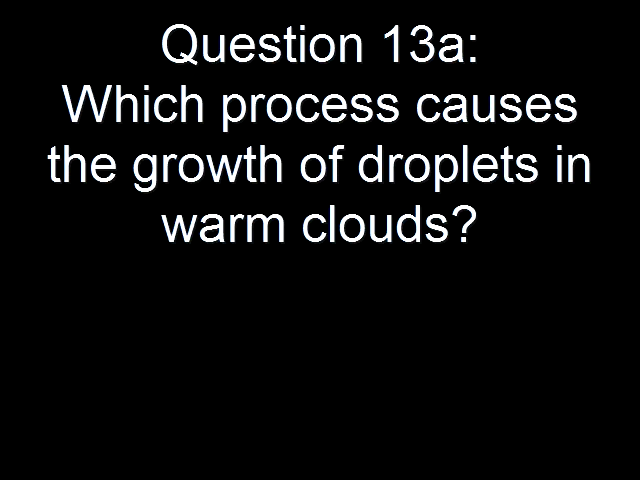 Question 13a:
Which process causes
the growth of droplets in
warm clouds?